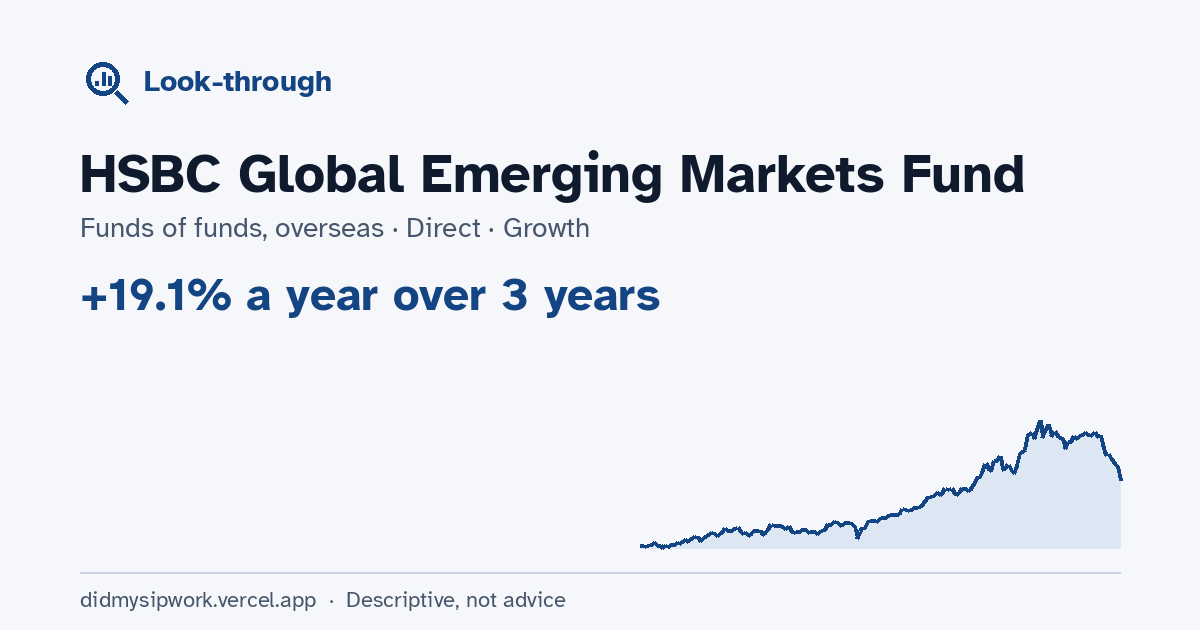 Look-through
HSBC Global Emerging Markets Fund
Funds of funds, overseas · Direct · Growth
+19.1% a year over 3 years
didmysipwork.vercel.app · Descriptive, not advice